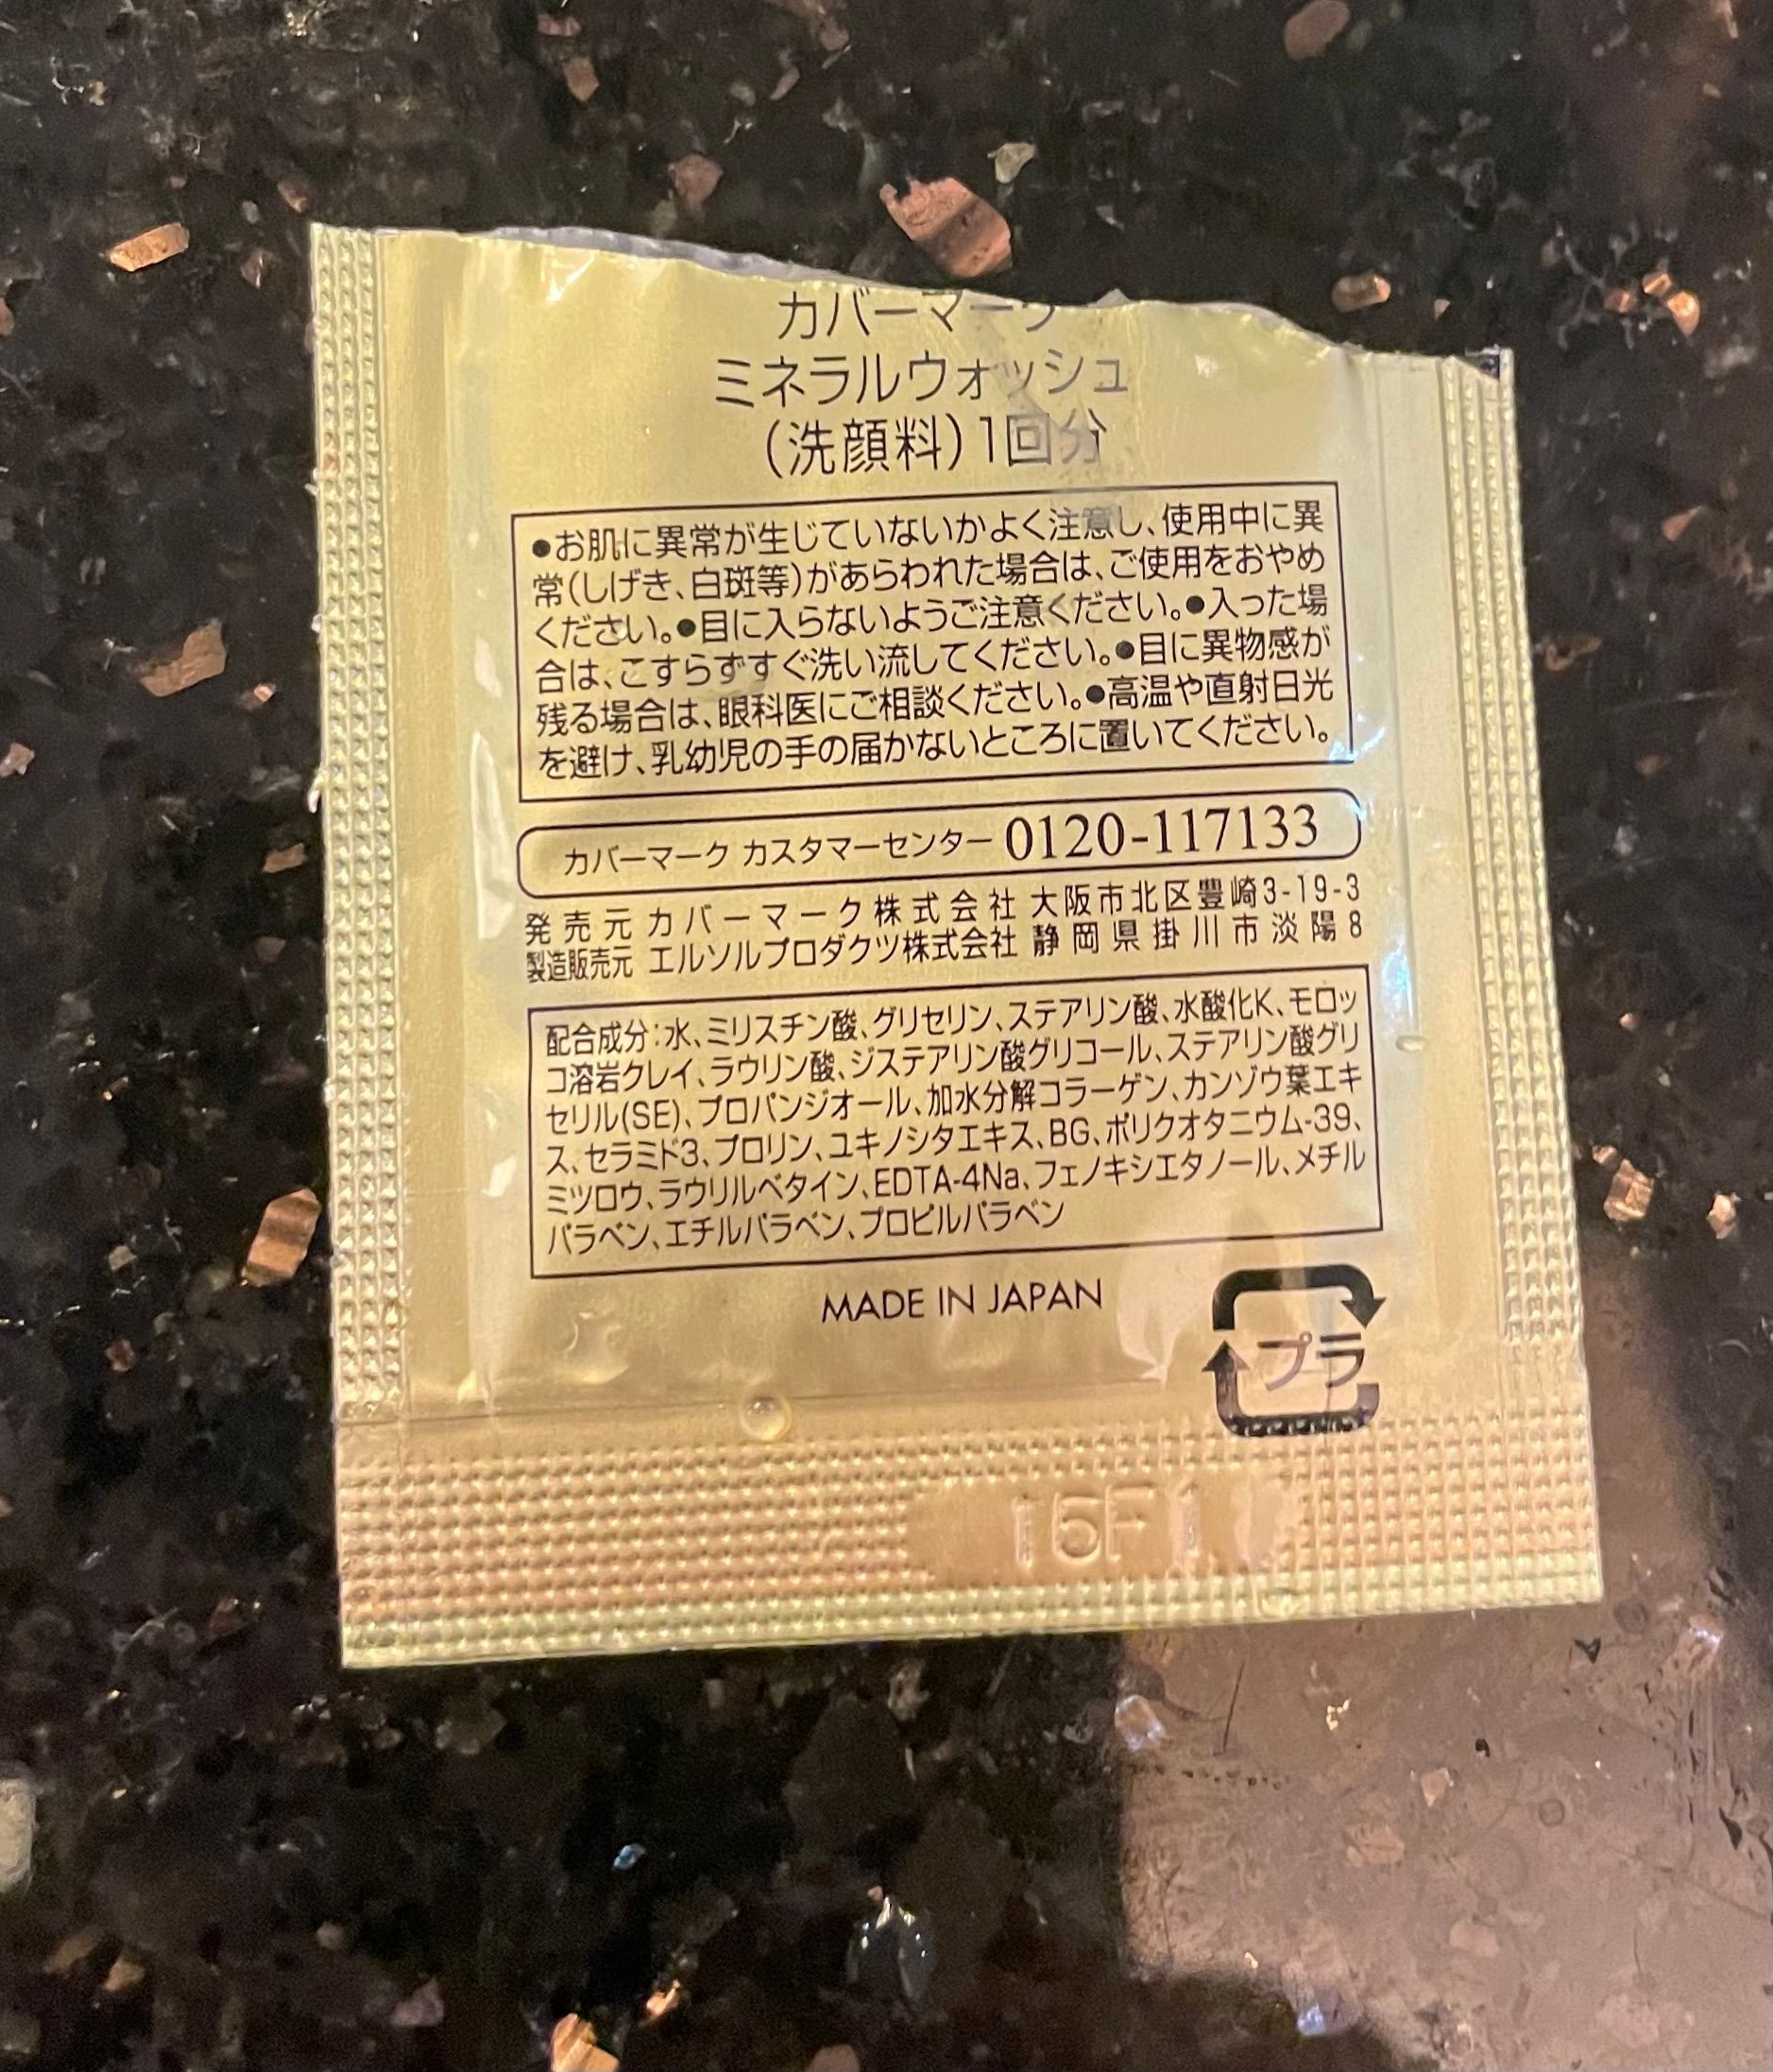 カバーマーク
ミネラルウォッシュ
(洗顔料)1回分
●お肌に異常が生じていないかよく注意し、使用中に異
常(しげき、白斑等)があらわれた場合は、ご使用をおやめ
ください。●目に入らないようご注意ください。●入った場
合は、こすらずすぐ洗い流してください。●目に異物感が
残る場合は、眼科医にご相談ください。●高温や直射日光
を避け、乳幼児の手の届かないところに置いてください。
カバーマーク カスタマーセンター 0120-117133
発売元 カバーマーク株式会社 大阪市北区豊崎3-19-3
製造販売元 エルソルプロダクツ株式会社 静岡県掛川市淡陽8
配合成分:水、ミリスチン酸、グリセリン、ステアリン酸、水酸化K、モロッ
コ溶岩クレイ、ラウリン酸、ジステアリン酸グリコール、ステアリン酸グリ
セリル(SE)、プロパンジオール、加水分解コラーゲン、カンゾウ葉エキ
ス、セラミド3、プロリン、ユキノシタエキス、BG、ポリクオタニウム-39、
ミツロウ、ラウリルベタイン、EDTA-4Na、フェノキシエタノール、メチル
パラベン、エチルパラベン、プロピルパラベン
MADE IN JAPAN
プラ
16F1